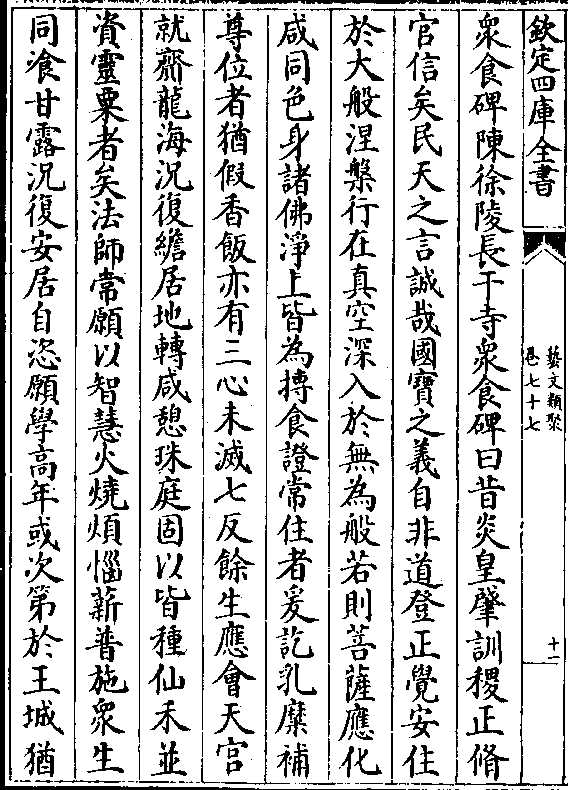 欽定四庫全書
藝文類聚
卷七十七
十一
衆食碑陳徐陵長干寺衆食碑曰昔炎皇肇訓稷正脩
官信矣民天之言誠哉國寶之義自非道登正覺安住
於大般涅槃行在真空深入於無為般若則菩薩應化
咸同色身諸佛淨上皆為摶食證常住者爰訖乳糜補
尊位者猶假香飯亦有三心未滅七反餘生應會天宫
就齋龍海況復繒居地轉咸憩珠庭固以皆種仙禾並
資靈粟者矣法師常願以智慧火燒煩惱薪普施衆生
同飡甘露況復安居自恣願學高年或次第於王城猶